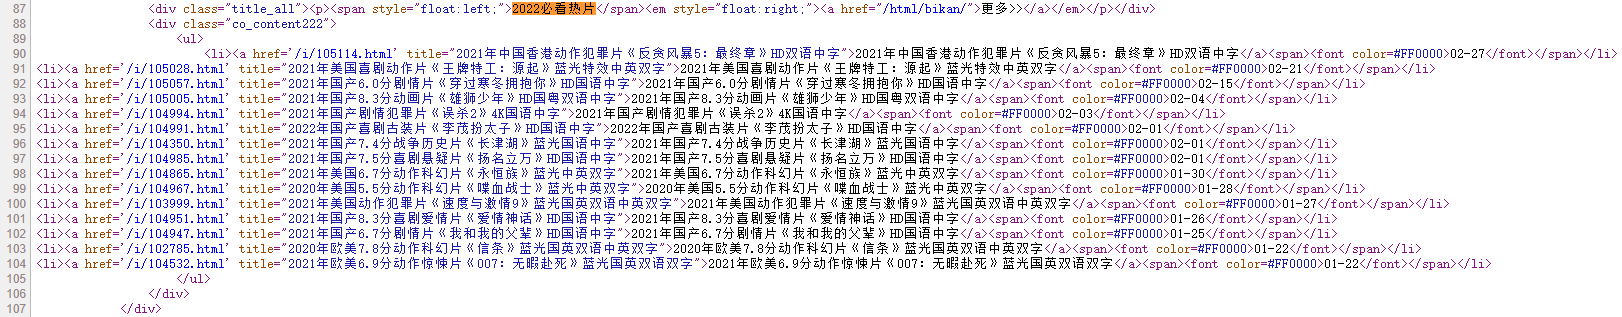 87 <div class="title_all"><p><span style="float:left;">2022必看热片</span><em style="float:right;"><a href="/html/bikan/">更多>></a></em></p></div>
88 <div class="co_content222">
89 <ul>
90 <li><a href='/i/105114.html' title="2021年中国香港动作犯罪片《反贪风暴5：最终章》HD双语中字">2021年中国香港动作犯罪片《反贪风暴5：最终章》HD双语中字</a><span><font color=#FF0000>02-27</font></span></li>
91 <li><a href='/i/105028.html' title="2021年美国喜剧动作片《王牌特工：源起》蓝光特效中英双字">2021年美国喜剧动作片《王牌特工：源起》蓝光特效中英双字</a><span><font color=#FF0000>02-21</font></span></li>
92 <li><a href='/i/105057.html' title="2021年国产6.0分剧情片《穿过寒冬拥抱你》HD国语中字">2021年国产6.0分剧情片《穿过寒冬拥抱你》HD国语中字</a><span><font color=#FF0000>02-15</font></span></li>
93 <li><a href='/i/105005.html' title="2021年国产8.3分动画片《雄狮少年》HD国粤双语中字">2021年国产8.3分动画片《雄狮少年》HD国粤双语中字</a><span><font color=#FF0000>02-04</font></span></li>
94 <li><a href='/i/104994.html' title="2021年国产剧情犯罪片《误杀2》4K国语中字">2021年国产剧情犯罪片《误杀2》4K国语中字</a><span><font color=#FF0000>02-03</font></span></li>
95 <li><a href='/i/104991.html' title="2022年国产喜剧古装片《李茂扮太子》HD国语中字">2022年国产喜剧古装片《李茂扮太子》HD国语中字</a><span><font color=#FF0000>02-01</font></span></li>
96 <li><a href='/i/104350.html' title="2021年国产7.4分战争历史片《长津湖》蓝光国语中字">2021年国产7.4分战争历史片《长津湖》蓝光国语中字</a><span><font color=#FF0000>02-01</font></span></li>
97 <li><a href='/i/104985.html' title="2021年国产7.5分喜剧悬疑片《扬名立万》HD国语中字">2021年国产7.5分喜剧悬疑片《扬名立万》HD国语中字</a><span><font color=#FF0000>02-01</font></span></li>
98 <li><a href='/i/104865.html' title="2021年美国6.7分动作科幻片《永恒族》蓝光中英双字">2021年美国6.7分动作科幻片《永恒族》蓝光中英双字</a><span><font color=#FF0000>01-30</font></span></li>
99 <li><a href='/i/104967.html' title="2020年美国5.5分动作科幻片《喋血战士》蓝光中英双字">2020年美国5.5分动作科幻片《喋血战士》蓝光中英双字</a><span><font color=#FF0000>01-28</font></span></li>
100 <li><a href='/i/103999.html' title="2021年美国动作犯罪片《速度与激情9》蓝光国英双语中英双字">2021年美国动作犯罪片《速度与激情9》蓝光国英双语中英双字</a><span><font color=#FF0000>01-27</font></span></li>
101 <li><a href='/i/104951.html' title="2021年国产8.3分喜剧爱情片《爱情神话》HD国语中字">2021年国产8.3分喜剧爱情片《爱情神话》HD国语中字</a><span><font color=#FF0000>01-26</font></span></li>
102 <li><a href='/i/104947.html' title="2021年国产6.7分剧情片《我和我的父辈》HD国语中字">2021年国产6.7分剧情片《我和我的父辈》HD国语中字</a><span><font color=#FF0000>01-25</font></span></li>
103 <li><a href='/i/102785.html' title="2020年欧美7.8分动作科幻片《信条》蓝光国英双语中英双字">2020年欧美7.8分动作科幻片《信条》蓝光国英双语中英双字</a><span><font color=#FF0000>01-22</font></span></li>
104 <li><a href='/i/104532.html' title="2021年欧美6.9分动作惊悚片《007：无暇赴死》蓝光国英双语双字">2021年欧美6.9分动作惊悚片《007：无暇赴死》蓝光国英双语双字</a><span><font color=#FF0000>01-22</font></span></li>
105 </ul>
106 </div>
107 </div>